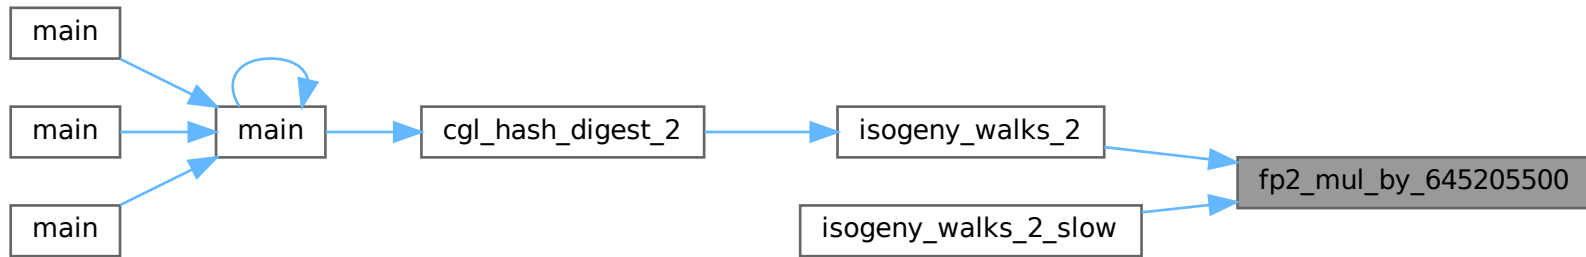 main
main
main
main
cgl_hash_digest_2
isogeny_walks_2
isogeny_walks_2_slow
fp2_mul_by_645205500